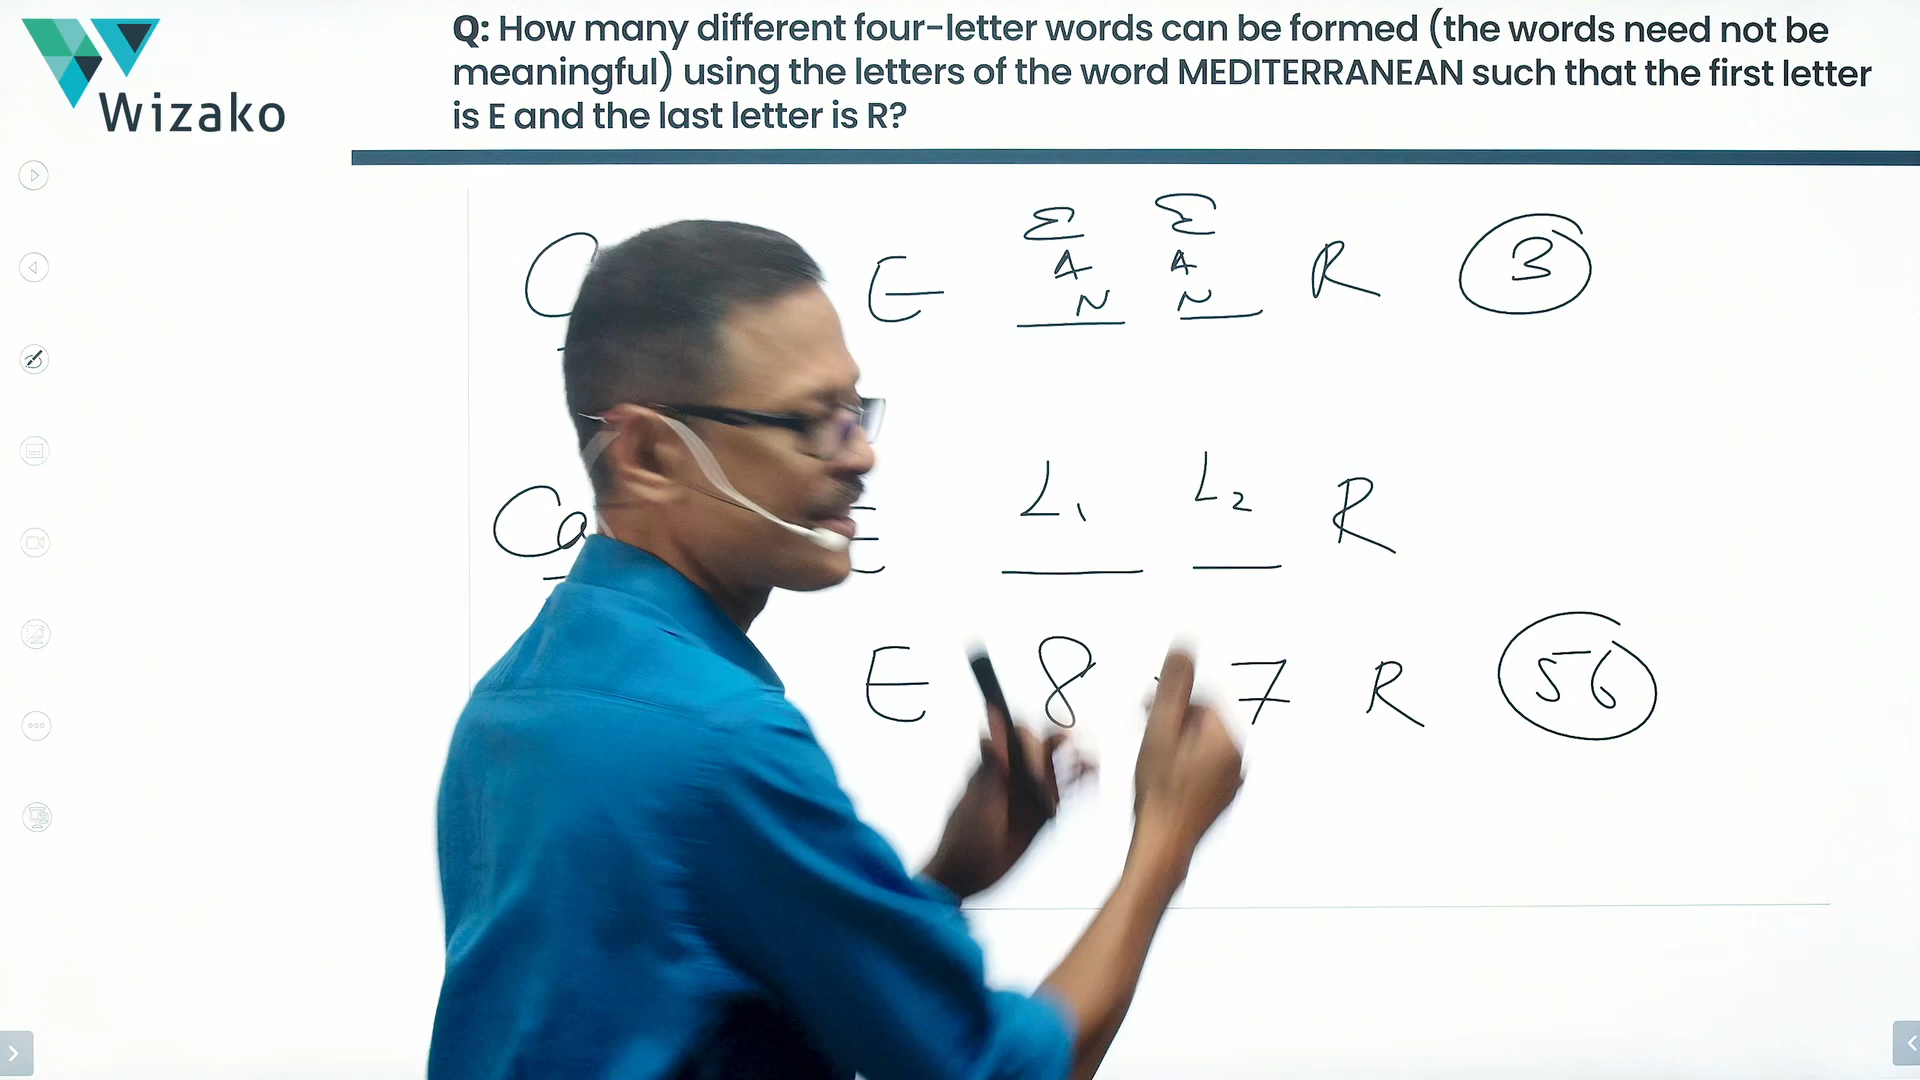 Wizako
Q: How many different four-letter words can be formed (the words need not be
meaningful) using the letters of the word MEDITERRANEAN such that the first letter
is E and the last letter is R?
E E
A A
E N N R 3
Ca E L1 L2 R
E 8 7 R 56